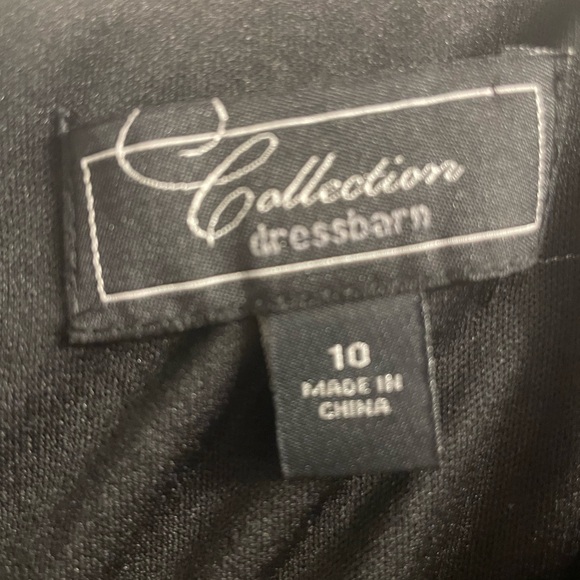 Collection
dressbarn
10
MADE IN
CHINA